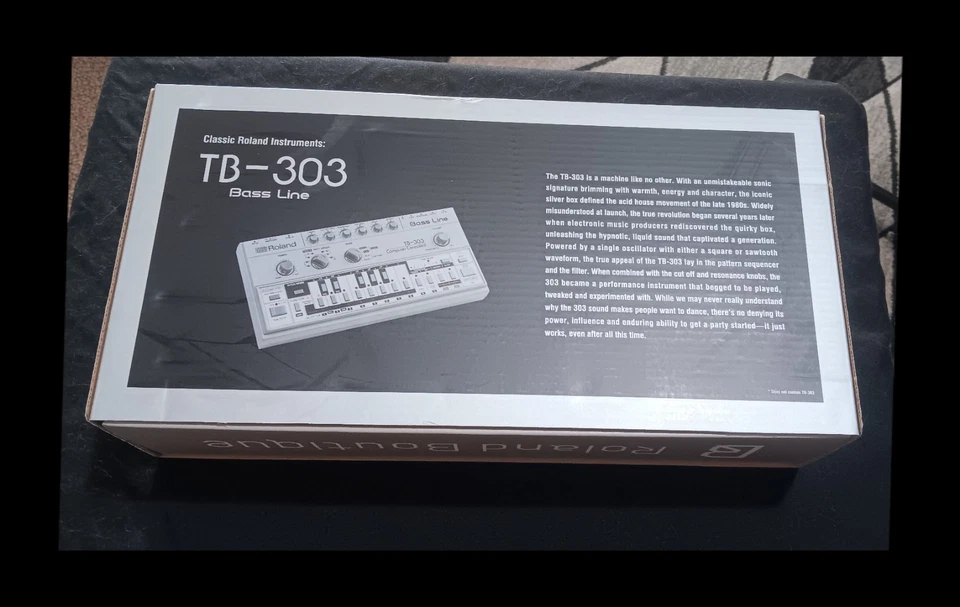 Classic Roland Instruments:
TB-303
Bass Line
Roland
Bass Line
TB-303
The TB-303 is a machine like no other. With an unmistakeable sonic
signature brimming with warmth, energy and character, the iconic
silver box defined the acid house movement of the late 1980s. Widely
misunderstood at launch, the true revolution began several years later
when electronic music producers rediscovered the quirky box,
unleashing the hypnotic, liquid sound that captivated a generation.
Powered by a single oscillator with either a square or sawtooth
waveform, the true appeal of the TB-303 lay in the pattern sequencer
and the filter. When combined with the cut off and resonance knobs, the
303 became a performance instrument that begged to be played,
tweaked and experimented with. While we may never really understand
why the 303 sound makes people want to dance, there's no denying its
power, influence and enduring ability to get a party started—it just
works, even after all this time.
Roland Boutique